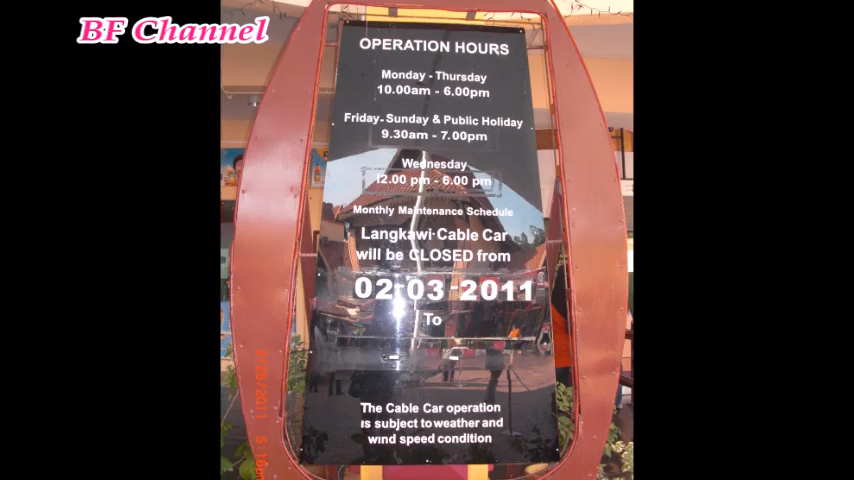 BF Channel
OPERATION HOURS
Monday - Thursday
10.00am - 6.00pm
Friday- Sunday & Public Holiday
9.30am - 7.00pm
Wednesday
12.00 pm - 6.00 pm
Monthly Maintenance Schedule
Langkawi Cable Car
will be CLOSED from
02-03-2011
To
The Cable Car operation
is subject to weather and
wind speed condition